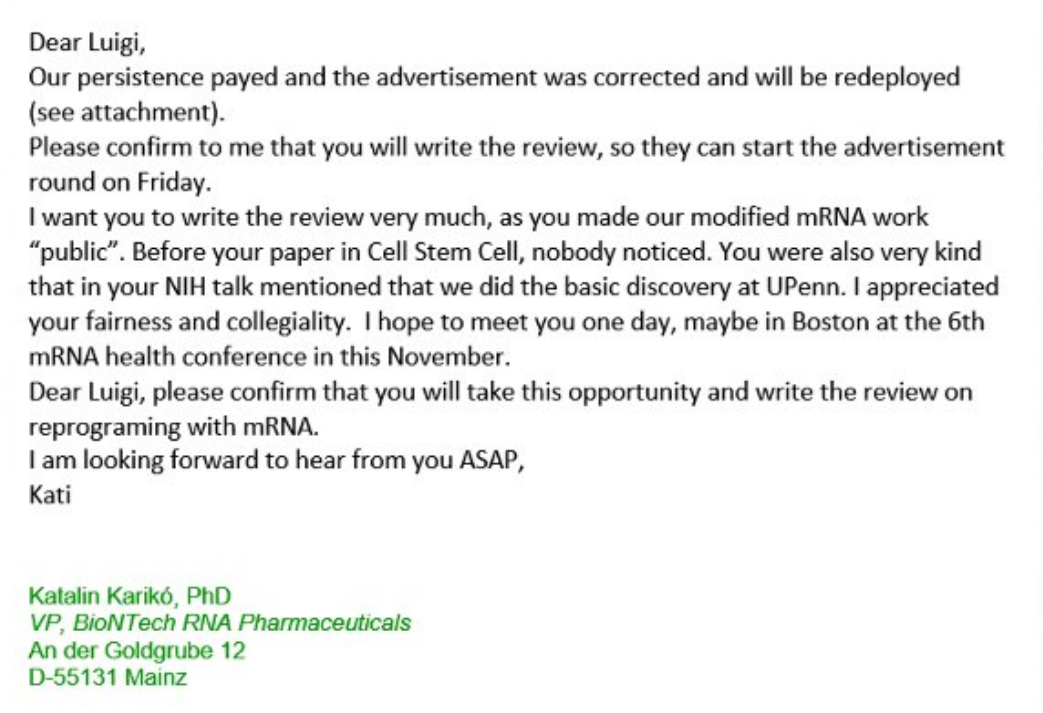 Dear Luigi,
Our persistence payed and the advertisement was corrected and will be redeployed
(see attachment).
Please confirm to me that you will write the review, so they can start the advertisement
round on Friday.
I want you to write the review very much, as you made our modified mRNA work
“public”. Before your paper in Cell Stem Cell, nobody noticed. You were also very kind
that in your NIH talk mentioned that we did the basic discovery at UPenn. I appreciated
your fairness and collegiality.  I hope to meet you one day, maybe in Boston at the 6th
mRNA health conference in this November.
Dear Luigi, please confirm that you will take this opportunity and write the review on
reprograming with mRNA.
I am looking forward to hear from you ASAP,
Kati
Katalin Karikó, PhD
VP, BioNTech RNA Pharmaceuticals
An der Goldgrube 12
D-55131 Mainz